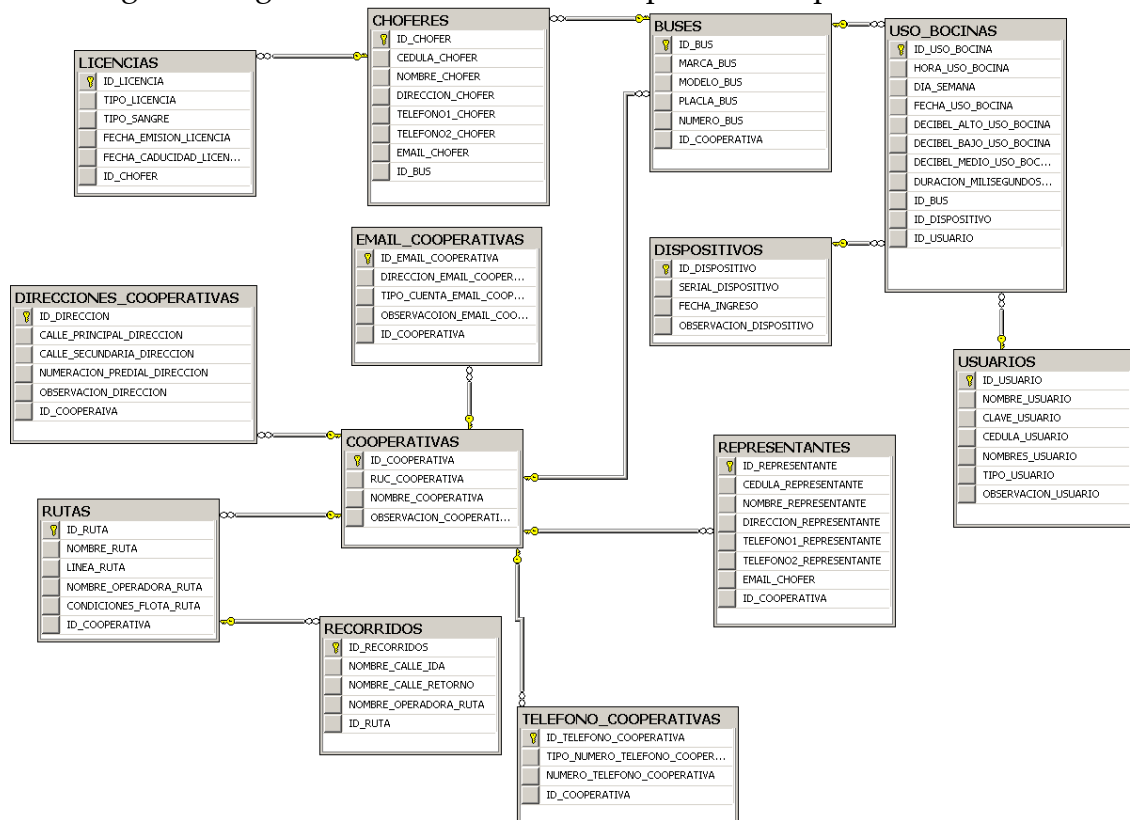 CHOFERES
ID_CHOFER
CEDULA_CHOFER
NOMBRE_CHOFER
DIRECCION_CHOFER
TELEFONO1_CHOFER
TELEFONO2_CHOFER
EMAIL_CHOFER
ID_BUS
BUSES
ID_BUS
MARCA_BUS
MODELO_BUS
PLACLA_BUS
NUMERO_BUS
ID_COOPERATIVA
USO_BOCINAS
ID_USO_BOCINA
HORA_USO_BOCINA
DIA_SEMANA
FECHA_USO_BOCINA
DECIBEL_ALTO_USO_BOCINA
DECIBEL_BAJO_USO_BOCINA
DECIBEL_MEDIO_USO_BOC...
DURACION_MILISEGUNDOS...
ID_BUS
ID_DISPOSITIVO
ID_USUARIO
LICENCIAS
ID_LICENCIA
TIPO_LICENCIA
TIPO_SANGRE
FECHA_EMISION_LICENCIA
FECHA_CADUCIDAD_LICEN...
ID_CHOFER
EMAIL_COOPERATIVAS
ID_EMAIL_COOPERATIVA
DIRECCION_EMAIL_COOPER...
TIPO_CUENTA_EMAIL_COOP...
OBSERVACOION_EMAIL_COO...
ID_COOPERATIVA
DISPOSITIVOS
ID_DISPOSITIVO
SERIAL_DISPOSITIVO
FECHA_INGRESO
OBSERVACION_DISPOSITIVO
DIRECCIONES_COOPERATIVAS
ID_DIRECCION
CALLE_PRINCIPAL_DIRECCION
CALLE_SECUNDARIA_DIRECCION
NUMERACION_PREDIAL_DIRECCION
OBSERVACION_DIRECCION
ID_COOPERAIVA
USUARIOS
ID_USUARIO
NOMBRE_USUARIO
CLAVE_USUARIO
CEDULA_USUARIO
NOMBRES_USUARIO
TIPO_USUARIO
OBSERVACION_USUARIO
COOPERATIVAS
ID_COOPERATIVA
RUC_COOPERATIVA
NOMBRE_COOPERATIVA
OBSERVACION_COOPERATI...
REPRESENTANTES
ID_REPRESENTANTE
CEDULA_REPRESENTANTE
NOMBRE_REPRESENTANTE
DIRECCION_REPRESENTANTE
TELEFONO1_REPRESENTANTE
TELEFONO2_REPRESENTANTE
EMAIL_CHOFER
ID_COOPERATIVA
RUTAS
ID_RUTA
NOMBRE_RUTA
LINEA_RUTA
NOMBRE_OPERADORA_RUTA
CONDICIONES_FLOTA_RUTA
ID_COOPERATIVA
RECORRIDOS
ID_RECORRIDOS
NOMBRE_CALLE_IDA
NOMBRE_CALLE_RETORNO
NOMBRE_OPERADORA_RUTA
ID_RUTA
TELEFONO_COOPERATIVAS
ID_TELEFONO_COOPERATIVA
TIPO_NUMERO_TELEFONO_COOPER...
NUMERO_TELEFONO_COOPERATIVA
ID_COOPERATIVA